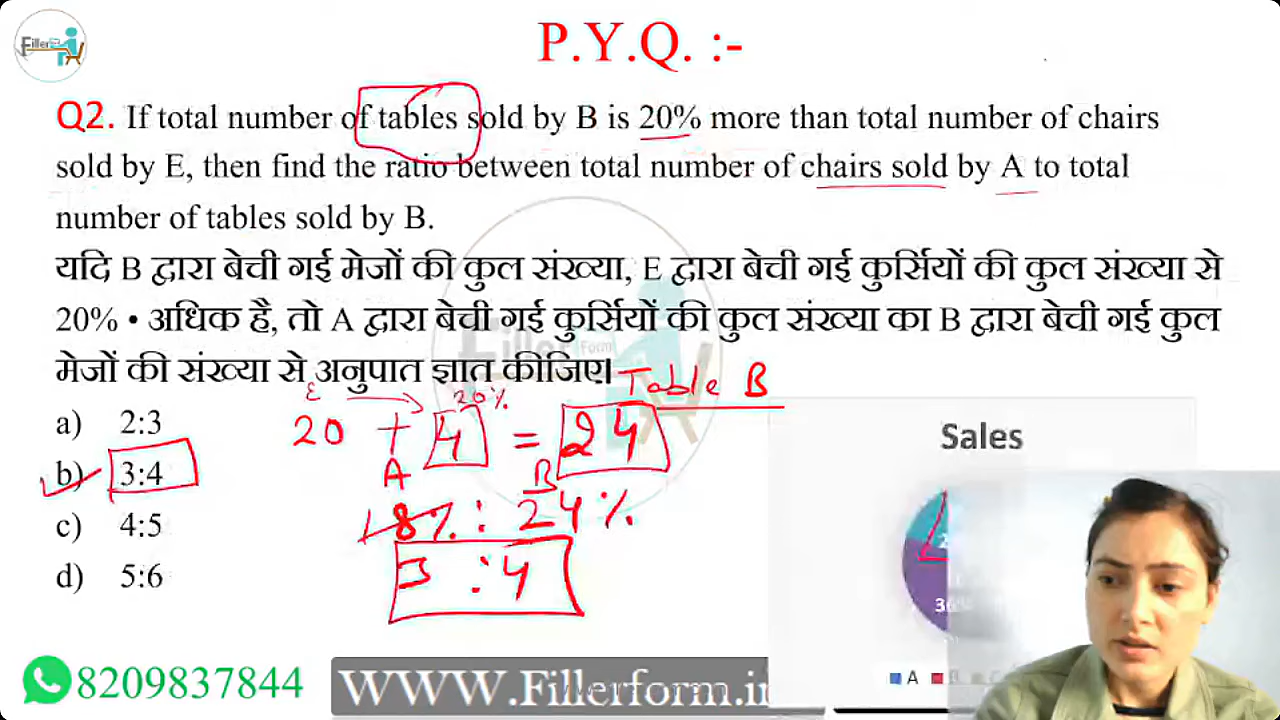 Filler Form
P.Y.Q. :-
Q2. If total number of tables sold by B is 20% more than total number of chairs
sold by E, then find the ratio between total number of chairs sold by A to total
number of tables sold by B.
यदि B द्वारा बेची गई मेजों की कुल संख्या, E द्वारा बेची गई कुर्सियों की कुल संख्या से
20% • अधिक है, तो A द्वारा बेची गई कुर्सियों की कुल संख्या का B द्वारा बेची गई कुल
मेजों की संख्या से अनुपात ज्ञात कीजिए।
Table B
E 20%
20 + 4 = 24
A B
18% : 24%
3 : 4
a) 2:3
b) 3:4
c) 4:5
d) 5:6
Sales
A
8209837844
WWW.Fillerform.in